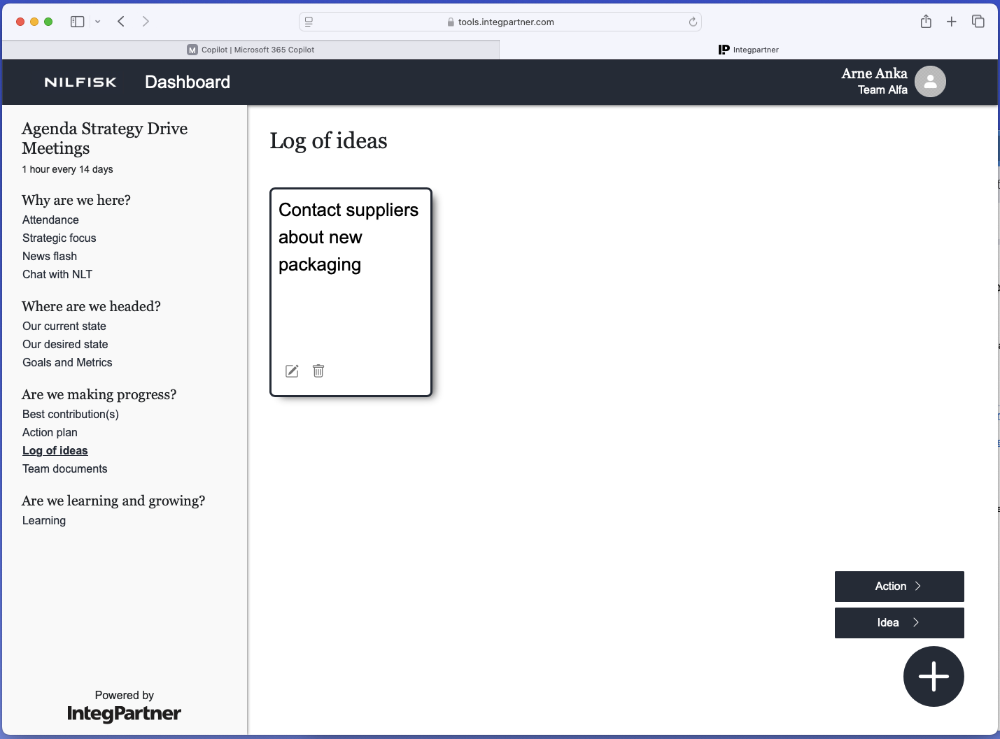 tools.integpartner.com
M Copilot | Microsoft 365 Copilot
IP Integpartner
NILFISK Dashboard
Arne Anka
Team Alfa
Agenda Strategy Drive
Meetings
1 hour every 14 days
Why are we here?
Attendance
Strategic focus
News flash
Chat with NLT
Where are we headed?
Our current state
Our desired state
Goals and Metrics
Are we making progress?
Best contribution(s)
Action plan
Log of ideas
Team documents
Are we learning and growing?
Learning
Powered by
IntegPartner
Log of ideas
Contact suppliers
about new
packaging
Action
Idea